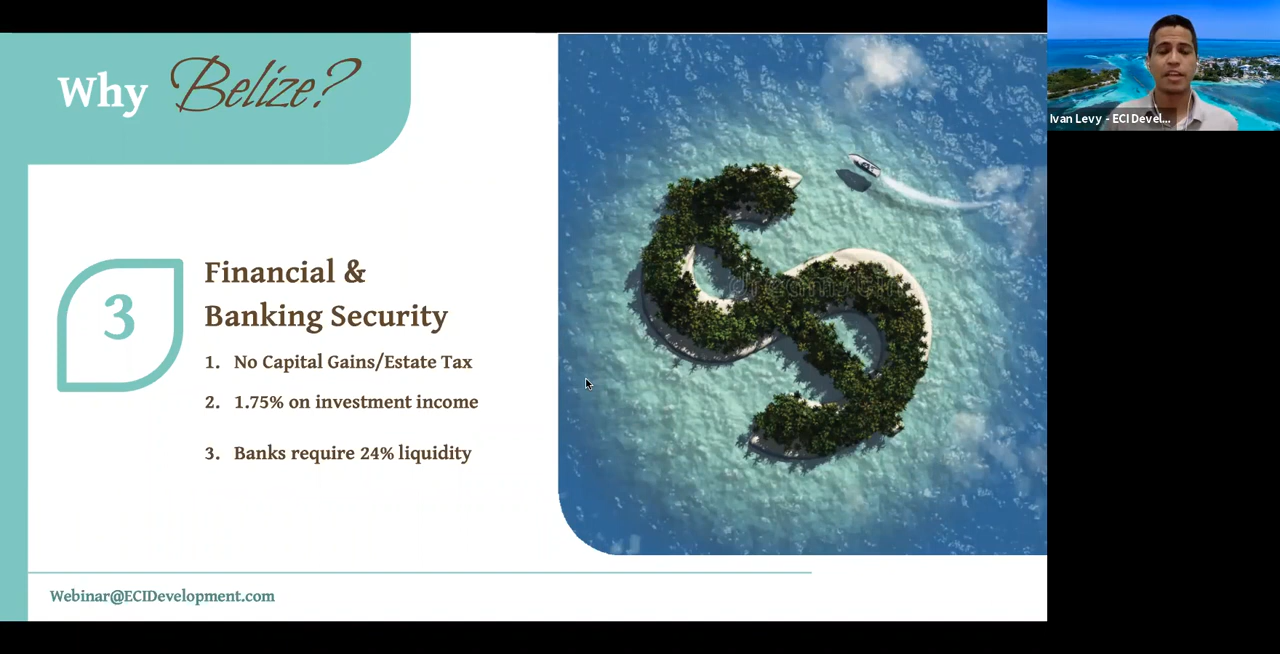 Why Belize?
3
Financial &
Banking Security
1. No Capital Gains/Estate Tax
2. 1.75% on investment income
3. Banks require 24% liquidity
Webinar@ECIDevelopment.com
dreamstime
Ivan Levy - ECI Devel...